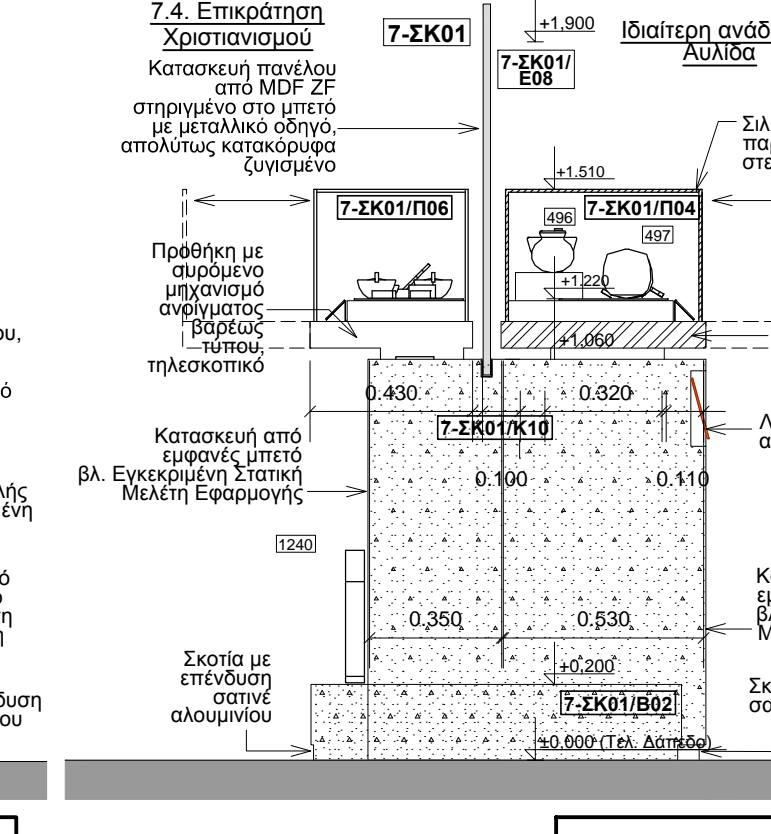 7.4. Επικράτηση
Χριστιανισμού
7-ΣΚ01
+1,900
7-ΣΚ01/
Ε08
Ιδιαίτερη
Αυλίδα
Κατασκευή πανέλου
από MDF ZF
στηριγμένο στο μπετό
με μεταλλικό οδηγό,
απολύτως κατακόρυφα
ζυγισμένο
+1.510
7-ΣΚ01/Π06
496
7-ΣΚ01/Π04
497
Προθήκη με
συρόμενο
μηχανισμό
ανοίγματος
βαρέως
τύπου,
τηλεσκοπικό
+1.220
+1.060
0.430
0.320
7-ΣΚ01/Κ10
Κατασκευή από
εμφανές μπετό
βλ. Εγκεκριμένη Στατική
Μελέτη Εφαρμογής
0.100
0.110
1240
0.350
0.530
Σκοτία με
επένδυση
σατινέ
αλουμινίου
+0,200
7-ΣΚ01/Β02
±0.000 (Τελ. Δάπεδο)